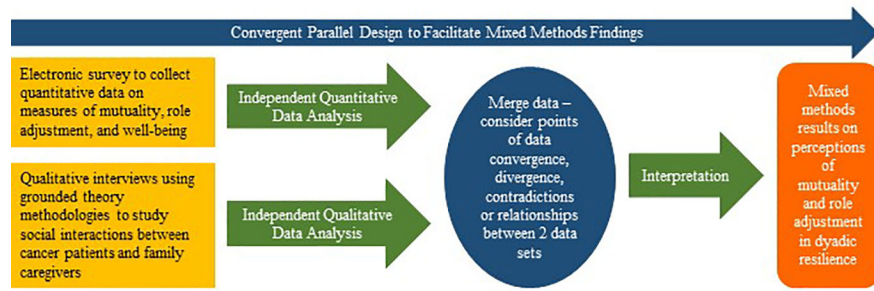 Convergent Parallel Design to Facilitate Mixed Methods Findings
Electronic survey to collect
quantitative data on
measures of mutuality, role
adjustment, and well-being
Independent Quantitative
Data Analysis
Qualitative interviews using
grounded theory
methodologies to study
social interactions between
cancer patients and family
caregivers
Independent Qualitative
Data Analysis
Merge data –
consider points
of data
convergence,
divergence,
contradictions
or relationships
between 2 data
sets
Interpretation
Mixed
methods
results on
perceptions
of
mutuality
and role
adjustment
in dyadic
resilience